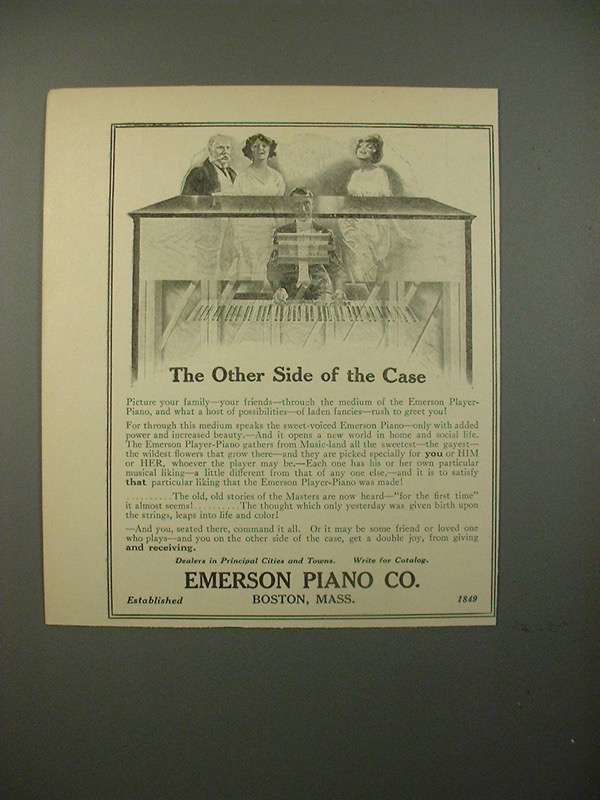 The Other Side of the Case
Picture your family—your friends—through the medium of the Emerson Player-
Piano, and what a host of possibilities—of laden fancies—rush to greet you!
For through this medium speaks the sweet-voiced Emerson Piano—only with added
power and increased beauty.—And it opens a new world in home and social life.
The Emerson Player-Piano gathers from Music-land all the sweetest—the gayest—
the wildest flowers that grow there—and they are picked specially for you or HIM
or HER, whoever the player may be.—Each one has his or her own particular
musical liking—a little different from that of any one else,—and it is to satisfy
that particular liking that the Emerson Player-Piano was made!
..........The old, old stories of the Masters are now heard—"for the first time"
it almost seems!..........The thought which only yesterday was given birth upon
the strings, leaps into life and color!
—And you, seated there, command it all. Or it may be some friend or loved one
who plays—and you on the other side of the case, get a double joy, from giving
and receiving.
Dealers in Principal Cities and Towns. Write for Catalog.
EMERSON PIANO CO.
Established BOSTON, MASS. 1849